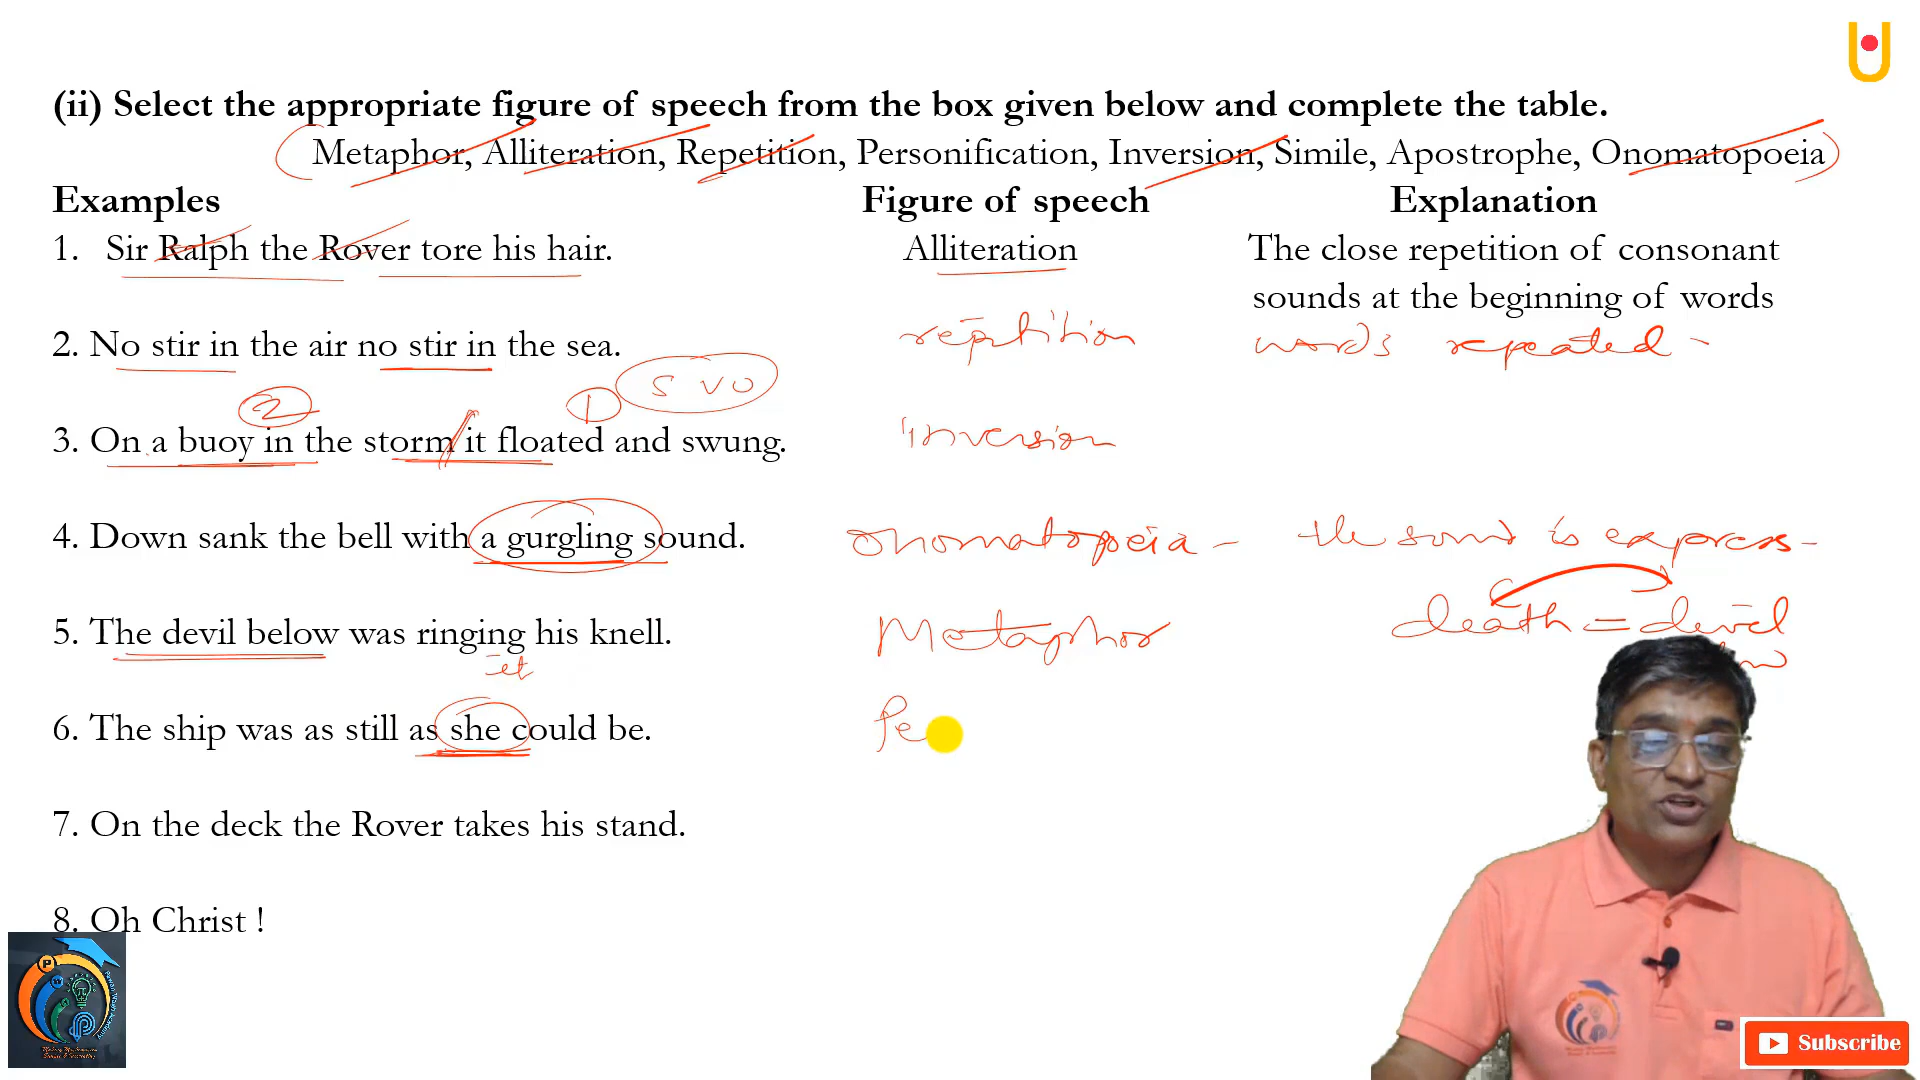 (ii) Select the appropriate figure of speech from the box given below and complete the table.
Metaphor, Alliteration, Repetition, Personification, Inversion, Simile, Apostrophe, Onomatopoeia
Examples Figure of speech Explanation
1. Sir Ralph the Rover tore his hair. Alliteration The close repetition of consonant
sounds at the beginning of words
2. No stir in the air no stir in the sea. repitition words repeated -
2 1 S V O
3. On a buoy in the storm it floated and swung. inversion
4. Down sank the bell with a gurgling sound. Onomatopoeia - the sound is express -
5. The devil below was ringing his knell. Metaphor death = devil
it
6. The ship was as still as she could be. Pe
7. On the deck the Rover takes his stand.
8. Oh Christ !
Subscribe